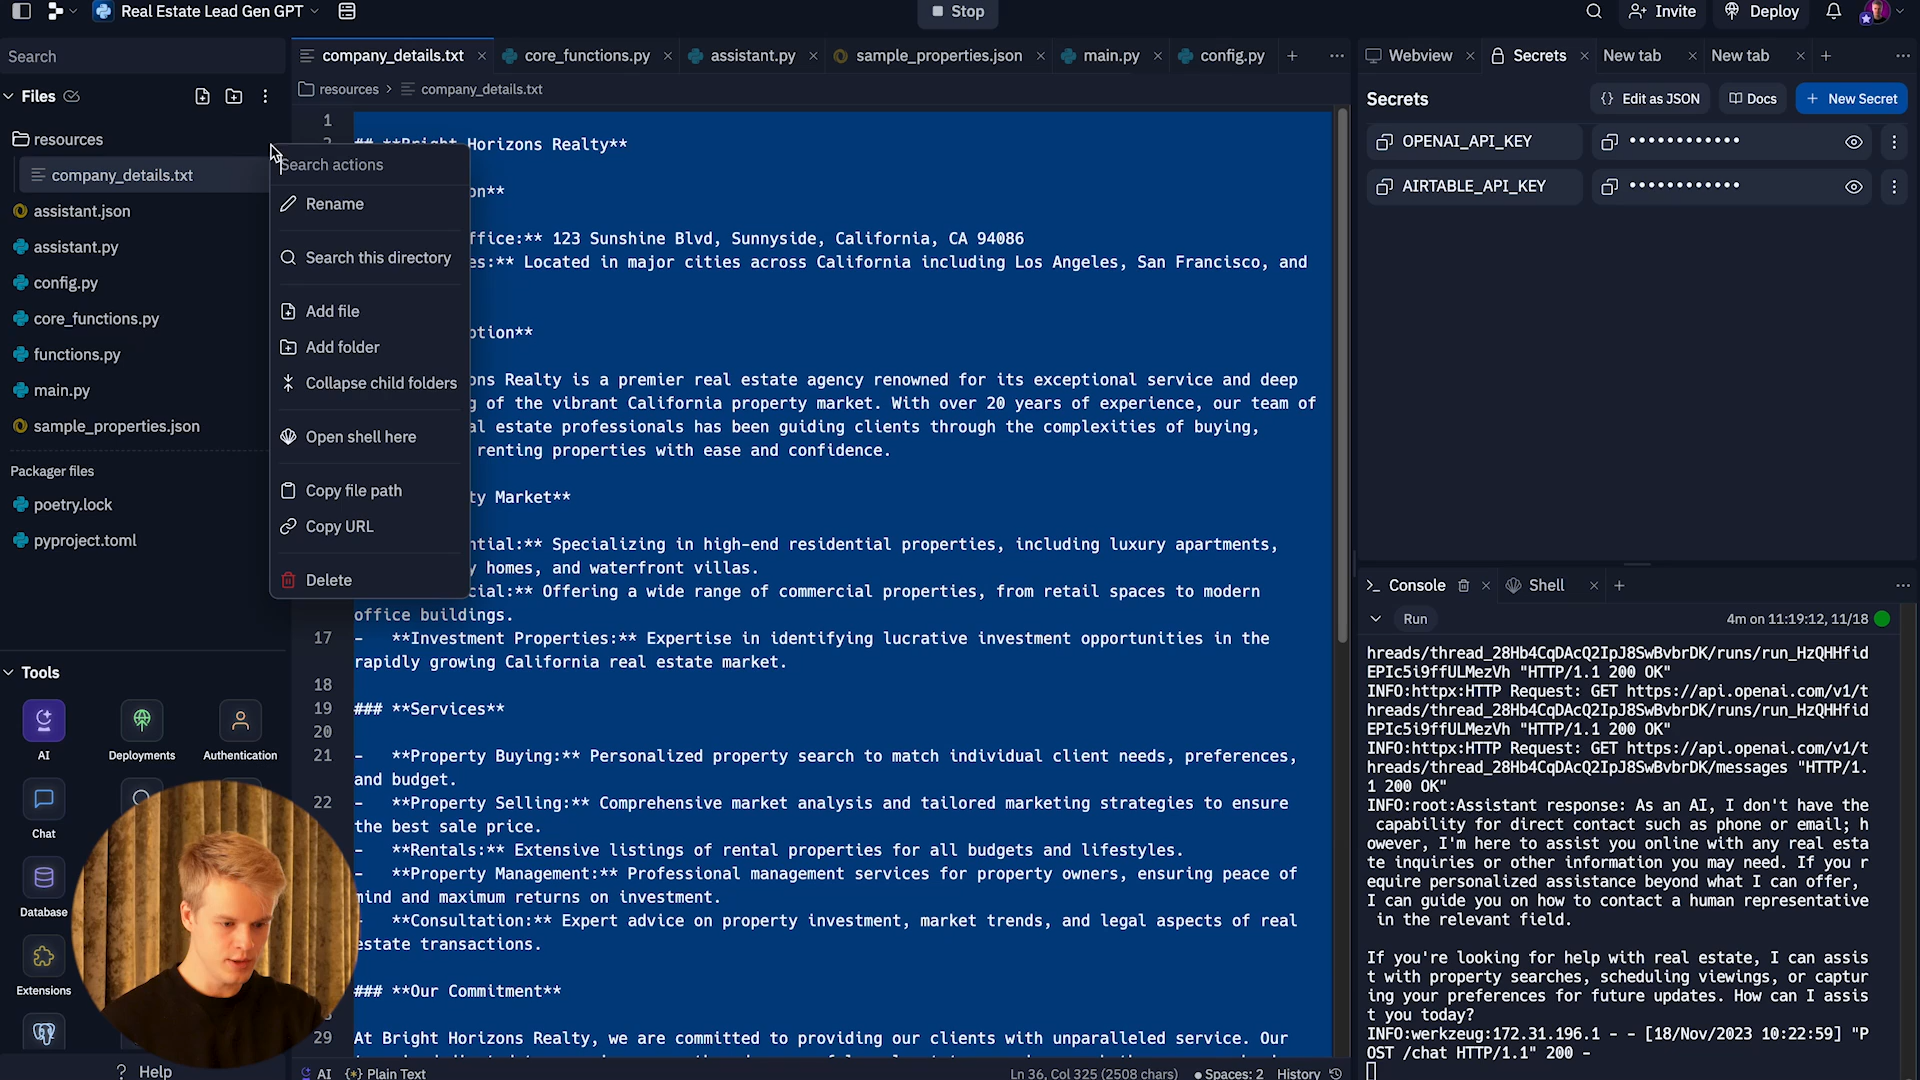 Real Estate Lead Gen GPT
Stop
Invite
Deploy
Search
company_details.txt
core_functions.py
assistant.py
sample_properties.json
main.py
config.py
Webview
Secrets
New tab
New tab
Files
resources
company_details.txt
assistant.json
assistant.py
config.py
core_functions.py
functions.py
main.py
sample_properties.json
Packager files
poetry.lock
pyproject.toml
Tools
AI
Deployments
Authentication
Chat
Database
Extensions
Help
Search actions
Rename
Search this directory
Add file
Add folder
Collapse child folders
Open shell here
Copy file path
Copy URL
Delete
resources > company_details.txt
1
Horizons Realty**
on**
ffice:** 123 Sunshine Blvd, Sunnyside, California, CA 94086
es:** Located in major cities across California including Los Angeles, San Francisco, and
ption**
ons Realty is a premier real estate agency renowned for its exceptional service and deep
g of the vibrant California property market. With over 20 years of experience, our team of
al estate professionals has been guiding clients through the complexities of buying,
renting properties with ease and confidence.
ty Market**
ntial:** Specializing in high-end residential properties, including luxury apartments,
y homes, and waterfront villas.
cial:** Offering a wide range of commercial properties, from retail spaces to modern
office buildings.
17 - **Investment Properties:** Expertise in identifying lucrative investment opportunities in the
rapidly growing California real estate market.
18
19 ### **Services**
20
21 - **Property Buying:** Personalized property search to match individual client needs, preferences,
and budget.
22 - **Property Selling:** Comprehensive market analysis and tailored marketing strategies to ensure
the best sale price.
- **Rentals:** Extensive listings of rental properties for all budgets and lifestyles.
- **Property Management:** Professional management services for property owners, ensuring peace of
mind and maximum returns on investment.
**Consultation:** Expert advice on property investment, market trends, and legal aspects of real
estate transactions.
### **Our Commitment**
29 At Bright Horizons Realty, we are committed to providing our clients with unparalleled service. Our
AI {*} Plain Text
Ln 36, Col 325 (2508 chars) Spaces: 2 History
Secrets
{} Edit as JSON
Docs
+ New Secret
OPENAI_API_KEY
AIRTABLE_API_KEY
Console
Shell
Run
4m on 11:19:12, 11/18
hreads/thread_28Hb4CqDAcQ2IpJ8SwBvbrDK/runs/run_HzQHHfid
EPIc5i9ffULMezVh "HTTP/1.1 200 OK"
INFO:httpx:HTTP Request: GET https://api.openai.com/v1/t
hreads/thread_28Hb4CqDAcQ2IpJ8SwBvbrDK/runs/run_HzQHHfid
EPIc5i9ffULMezVh "HTTP/1.1 200 OK"
INFO:httpx:HTTP Request: GET https://api.openai.com/v1/t
hreads/thread_28Hb4CqDAcQ2IpJ8SwBvbrDK/messages "HTTP/1.
1 200 OK"
INFO:root:Assistant response: As an AI, I don't have the
capability for direct contact such as phone or email; h
owever, I'm here to assist you online with any real esta
te inquiries or other information you may need. If you r
equire personalized assistance beyond what I can offer,
I can guide you on how to contact a human representative
in the relevant field.
If you're looking for help with real estate, I can assis
t with property searches, scheduling viewings, or captur
ing your preferences for future updates. How can I assis
t you today?
INFO:werkzeug:172.31.196.1 - - [18/Nov/2023 10:22:59] "P
OST /chat HTTP/1.1" 200 -